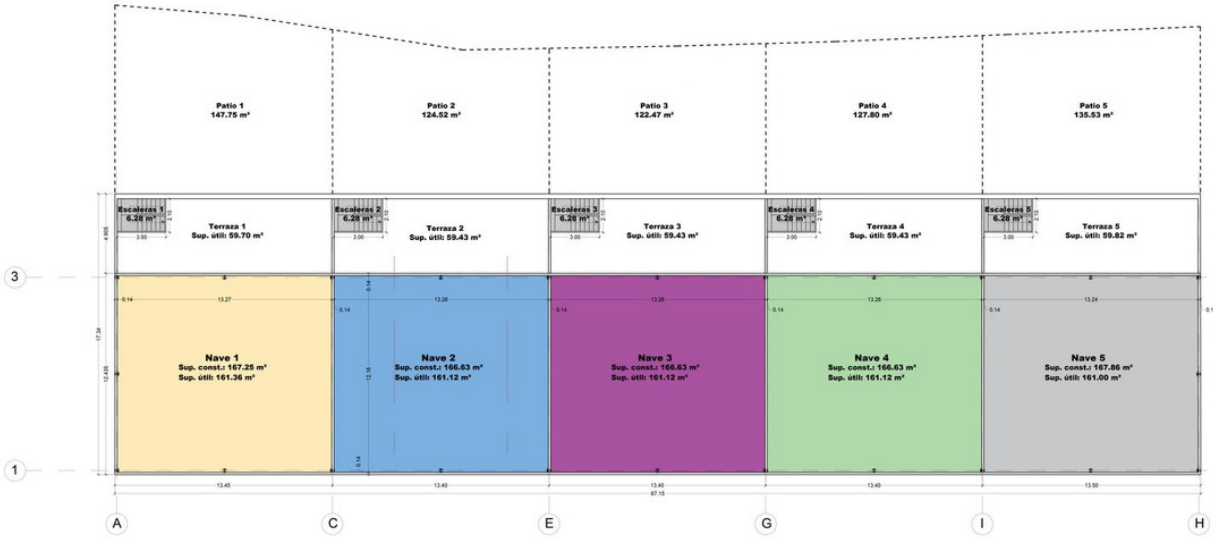 Patio 1
147.75 m²
Patio 2
124.52 m²
Patio 3
122.47 m²
Patio 4
127.80 m²
Patio 5
135.53 m²
Escaleras 1
6.28 m²
2.10
3.00
Terraza 1
Sup. útil: 59.70 m²
Escaleras 2
6.28 m²
2.10
3.00
Terraza 2
Sup. útil: 59.43 m²
Escaleras 3
6.28 m²
2.10
3.00
Terraza 3
Sup. útil: 59.43 m²
Escaleras 4
6.28 m²
2.10
3.00
Terraza 4
Sup. útil: 59.43 m²
Escaleras 5
6.28 m²
2.10
3.00
Terraza 5
Sup. útil: 59.82 m²
4.905
3
17.34
12.435
0.14
13.27
0.14
0.14
13.26
0.14
13.26
0.14
13.26
0.14
13.24
Nave 1
Sup. const.: 167.25 m²
Sup. útil: 161.36 m²
Nave 2
Sup. const.: 166.63 m²
Sup. útil: 161.12 m²
12.16
0.14
Nave 3
Sup. const.: 166.63 m²
Sup. útil: 161.12 m²
Nave 4
Sup. const.: 166.63 m²
Sup. útil: 161.12 m²
Nave 5
Sup. const.: 167.86 m²
Sup. útil: 161.00 m²
1
13.45
13.40
13.40
13.40
13.50
67.15
A
C
E
G
I
H